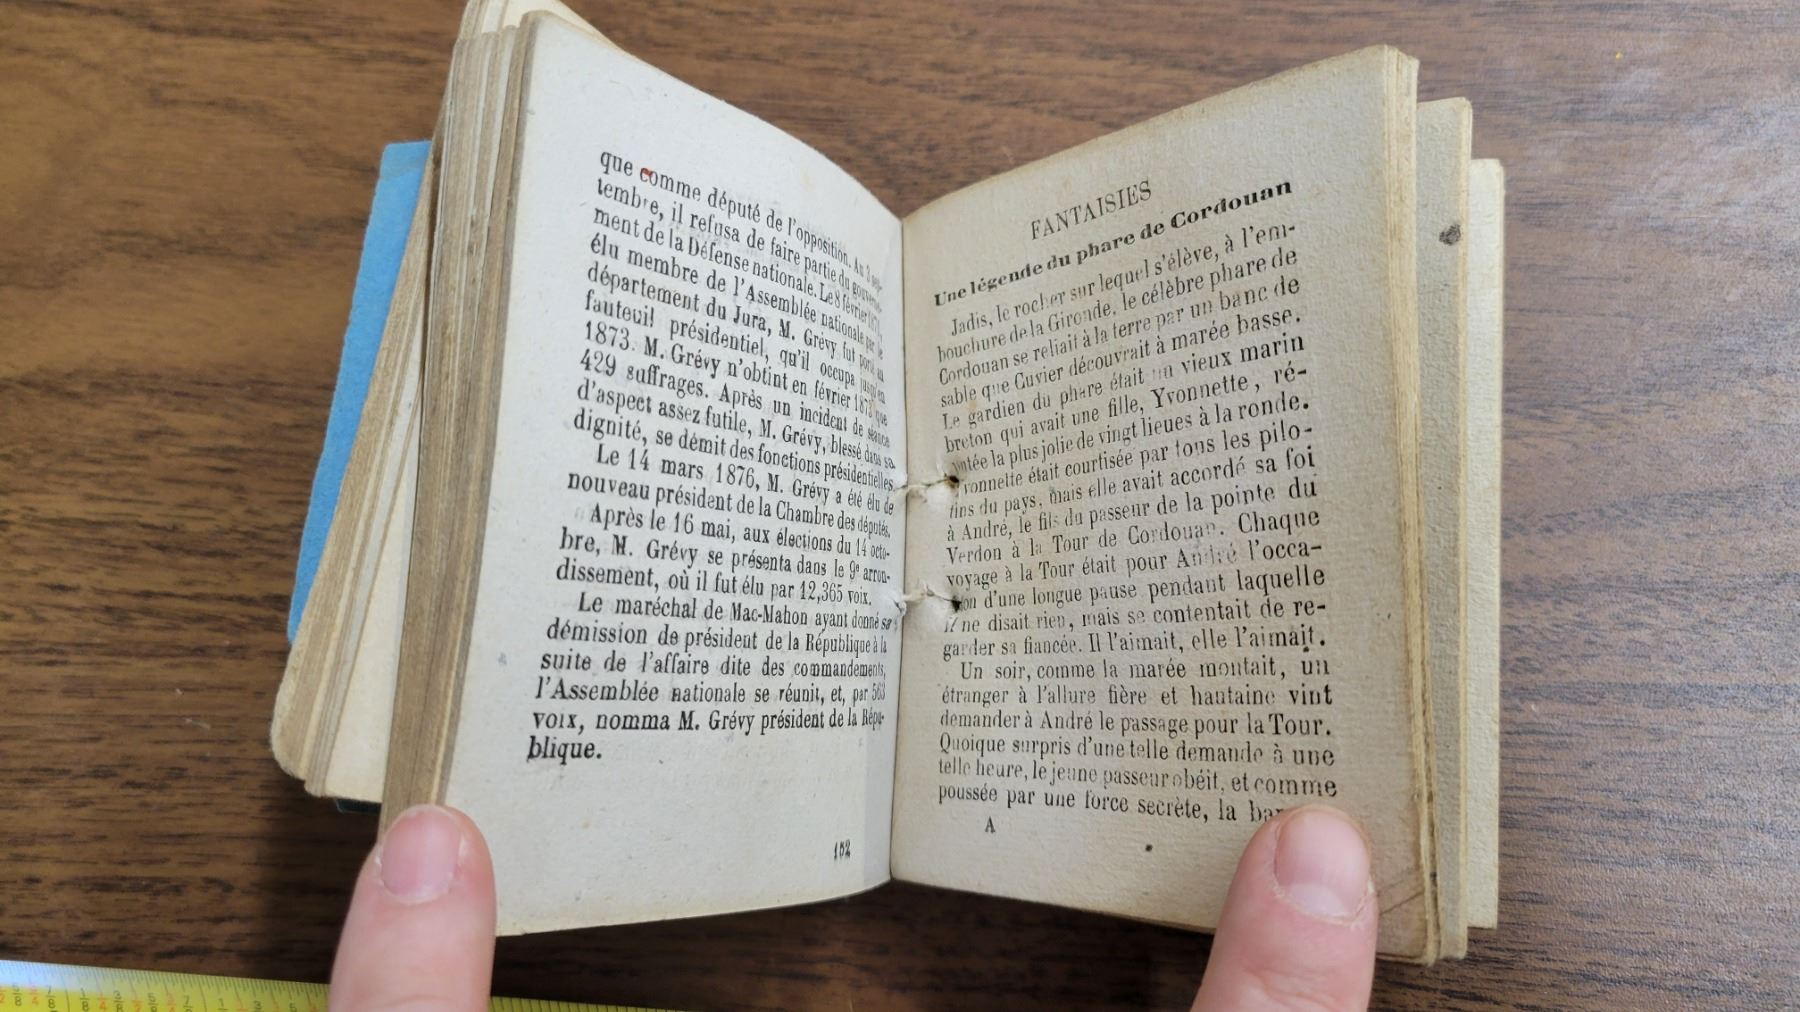 que comme député de l'opposition. Au
tembre, il refusa de faire partie du
ment de la Défense nationale. Le 8 février
élu membre de l'Assemblée nationale par le
département du Jura, M. Grévy fut porté au
fauteuil présidentiel, qu'il occupa jusqu'en
1873. M. Grévy n'obtint en février 1873 que
429 suffrages. Après un incident de séance
d'aspect assez futile, M. Grévy, blessé dans sa
dignité, se démit des fonctions présidentielles.
Le 14 mars 1876, M. Grévy a été élu de
nouveau président de la Chambre des députés.
Après le 16 mai, aux élections du 14 octo-
bre, M. Grévy se présenta dans le 9e arron-
dissement, où il fut élu par 12,365 voix.
Le maréchal de Mac-Mahon ayant donné sa
démission de président de la République à la
suite de l'affaire dite des commandements,
l'Assemblée nationale se réunit, et, par 563
voix, nomma M. Grévy président de la Répu-
blique.
152
FANTAISIES
Une légende du phare de Cordouan
Jadis, le rocher sur lequel s'élève, à l'em-
bouchure de la Gironde, le célèbre phare de
Cordouan se reliait à la terre par un banc de
sable que Cuvier découvrait à marée basse.
Le gardien du phare était un vieux marin
breton qui avait une fille, Yvonnette, ré-
putée la plus jolie de vingt lieues à la ronde.
Yvonnette était courtisée par tous les pilo-
tins du pays, mais elle avait accordé sa foi
à André, le fils du passeur de la pointe du
Verdon à la Tour de Cordouan. Chaque
voyage à la Tour était pour André l'occa-
sion d'une longue pause pendant laquelle
il ne disait rien, mais se contentait de re-
garder sa fiancée. Il l'aimait, elle l'aimait.
Un soir, comme la marée montait, un
étranger à l'allure fière et hautaine vint
demander à André le passage pour la Tour.
Quoique surpris d'une telle demande à une
telle heure, le jeune passeur obéit, et comme
poussée par une force secrète, la
A